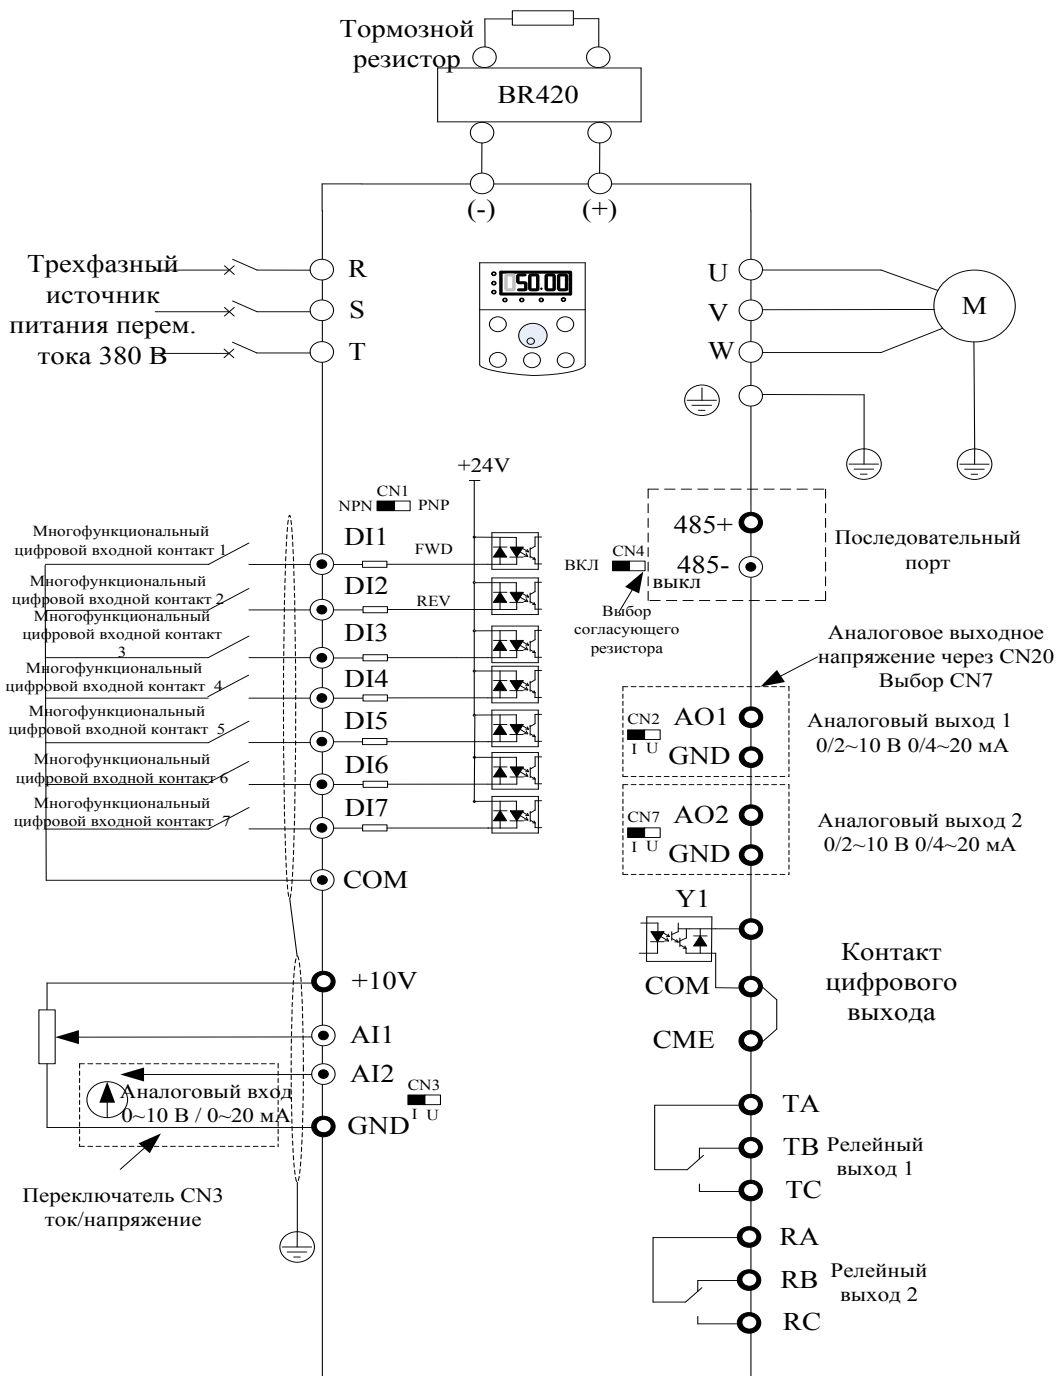 Тормозной
резистор
BR420
(-)
(+)
Трехфазный
источник
питания перем.
тока 380 В
R
S
T
050.00
U
V
W
M
+24V
CN1
NPN
PNP
Многофункциональный
цифровой входной контакт 1
DI1
FWD
Многофункциональный
цифровой входной контакт 2
DI2
REV
Многофункциональный
цифровой входной контакт
3
DI3
Многофункциональный
цифровой входной контакт 4
DI4
Многофункциональный
цифровой входной контакт 5
DI5
Многофункциональный
цифровой входной контакт 6
DI6
Многофункциональный
цифровой входной контакт 7
DI7
COM
+10V
AI1
AI2
GND
CN3
I U
Аналоговый вход
0~10 В / 0~20 мА
Переключатель CN3
ток/напряжение
485+
485-
ВКЛ
CN4
ВЫКЛ
Выбор
согласующего
резистора
Последовательный
порт
Аналоговое выходное
напряжение через CN20
Выбор CN7
CN2
I U
AO1
GND
Аналоговый выход 1
0/2~10 В 0/4~20 мА
CN7
I U
AO2
GND
Аналоговый выход 2
0/2~10 В 0/4~20 мА
Y1
COM
CME
Контакт
цифрового
выхода
TA
TB
TC
Релейный
выход 1
RA
RB
RC
Релейный
выход 2